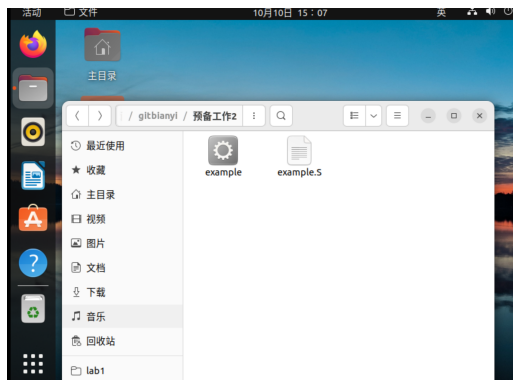 活动 文件 10月10日 15：07 英
主目录
/ gitbianyi / 预备工作2
最近使用
收藏
主目录
视频
图片
文档
下载
音乐
回收站
lab1
example example.S